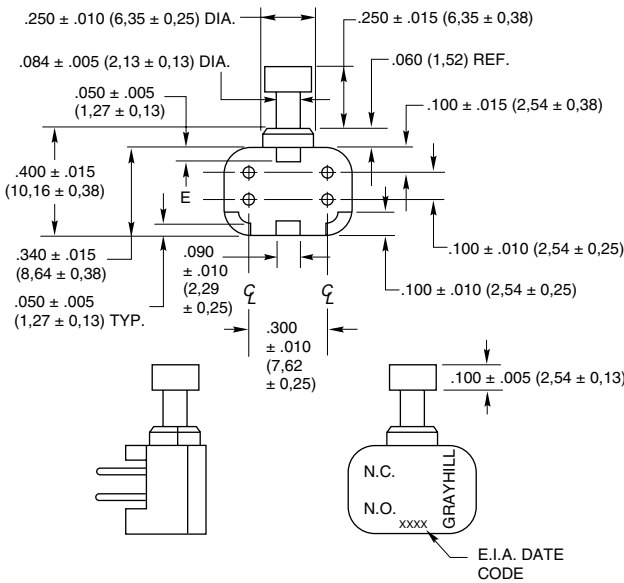 .250 ± .010 (6,35 ± 0,25) DIA.
.250 ± .015 (6,35 ± 0,38)
.084 ± .005 (2,13 ± 0,13) DIA.
.060 (1,52) REF.
.050 ± .005
(1,27 ± 0,13)
.100 ± .015 (2,54 ± 0,38)
.400 ± .015
(10,16 ± 0,38)
E
.340 ± .015
(8,64 ± 0,38)
.090
± .010
(2,29
± 0,25)
.100 ± .010 (2,54 ± 0,25)
.100 ± .010 (2,54 ± 0,25)
.050 ± .005
(1,27 ± 0,13) TYP.
℄
℄
.300
± .010
(7,62
± 0,25)
.100 ± .005 (2,54 ± 0,13)
N.C.
N.O.
xxxx
GRAYHILL
E.I.A. DATE
CODE